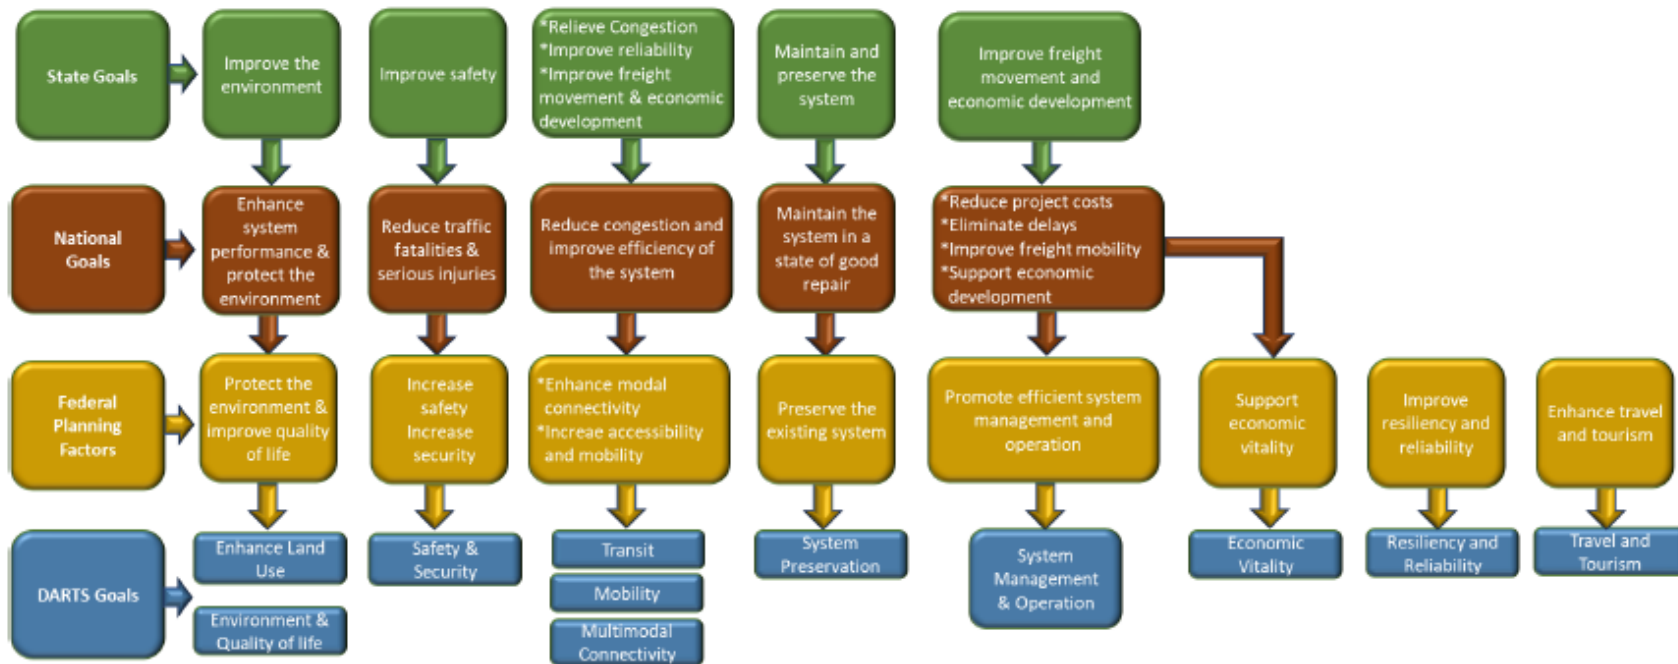 State Goals
Improve the
environment
Improve safety
*Relieve Congestion
*Improve reliability
*Improve freight
movement & economic
development
Maintain and
preserve the
system
Improve freight
movement and
economic development
National
Goals
Enhance
system
performance &
protect the
environment
Reduce traffic
fatalities &
serious injuries
Reduce congestion and
improve efficiency of
the system
Maintain the
system in a
state of good
repair
*Reduce project costs
*Eliminate delays
*Improve freight mobility
*Support economic
development
Federal
Planning
Factors
Protect the
environment &
improve quality
of life
Increase
safety
Increase
security
*Enhance modal
connectivity
*Increae accessibility
and mobility
Preserve the
existing system
Promote efficient system
management and
operation
Support
economic
vitality
Improve
resiliency and
reliability
Enhance travel
and tourism
DARTS Goals
Enhance Land
Use
Environment &
Quality of life
Safety &
Security
Transit
Mobility
Multimodal
Connectivity
System
Preservation
System
Management
& Operation
Economic
Vitality
Resiliency and
Reliability
Travel and
Tourism